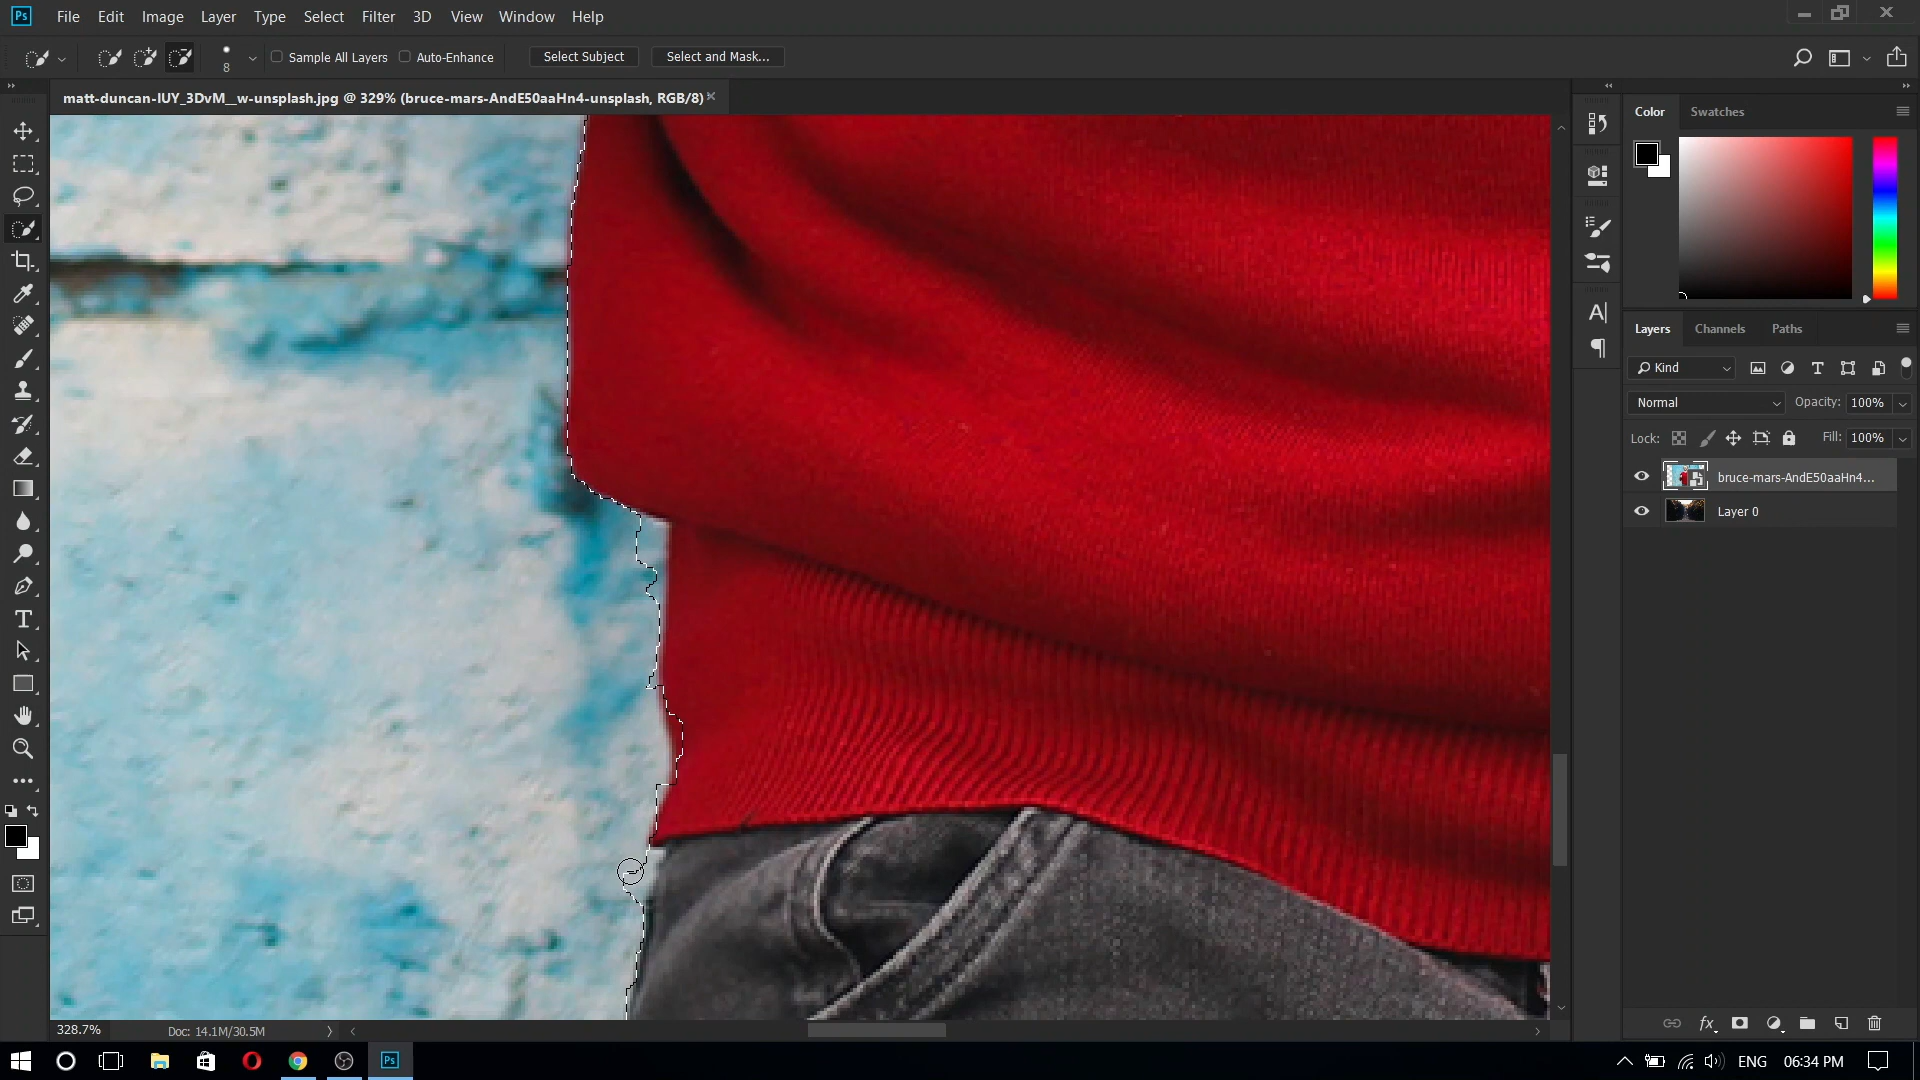 Ps File Edit Image Layer Type Select Filter 3D View Window Help
8 Sample All Layers Auto-Enhance Select Subject Select and Mask...
matt-duncan-IUY_3DvM__w-unsplash.jpg @ 329% (bruce-mars-AndE50aaHn4-unsplash, RGB/8)
Color Swatches
Layers Channels Paths
Kind
Normal Opacity: 100%
Lock: Fill: 100%
bruce-mars-AndE50aaHn4...
Layer 0
328.7% Doc: 14.1M/30.5M
fx
Ps ENG 06:34 PM